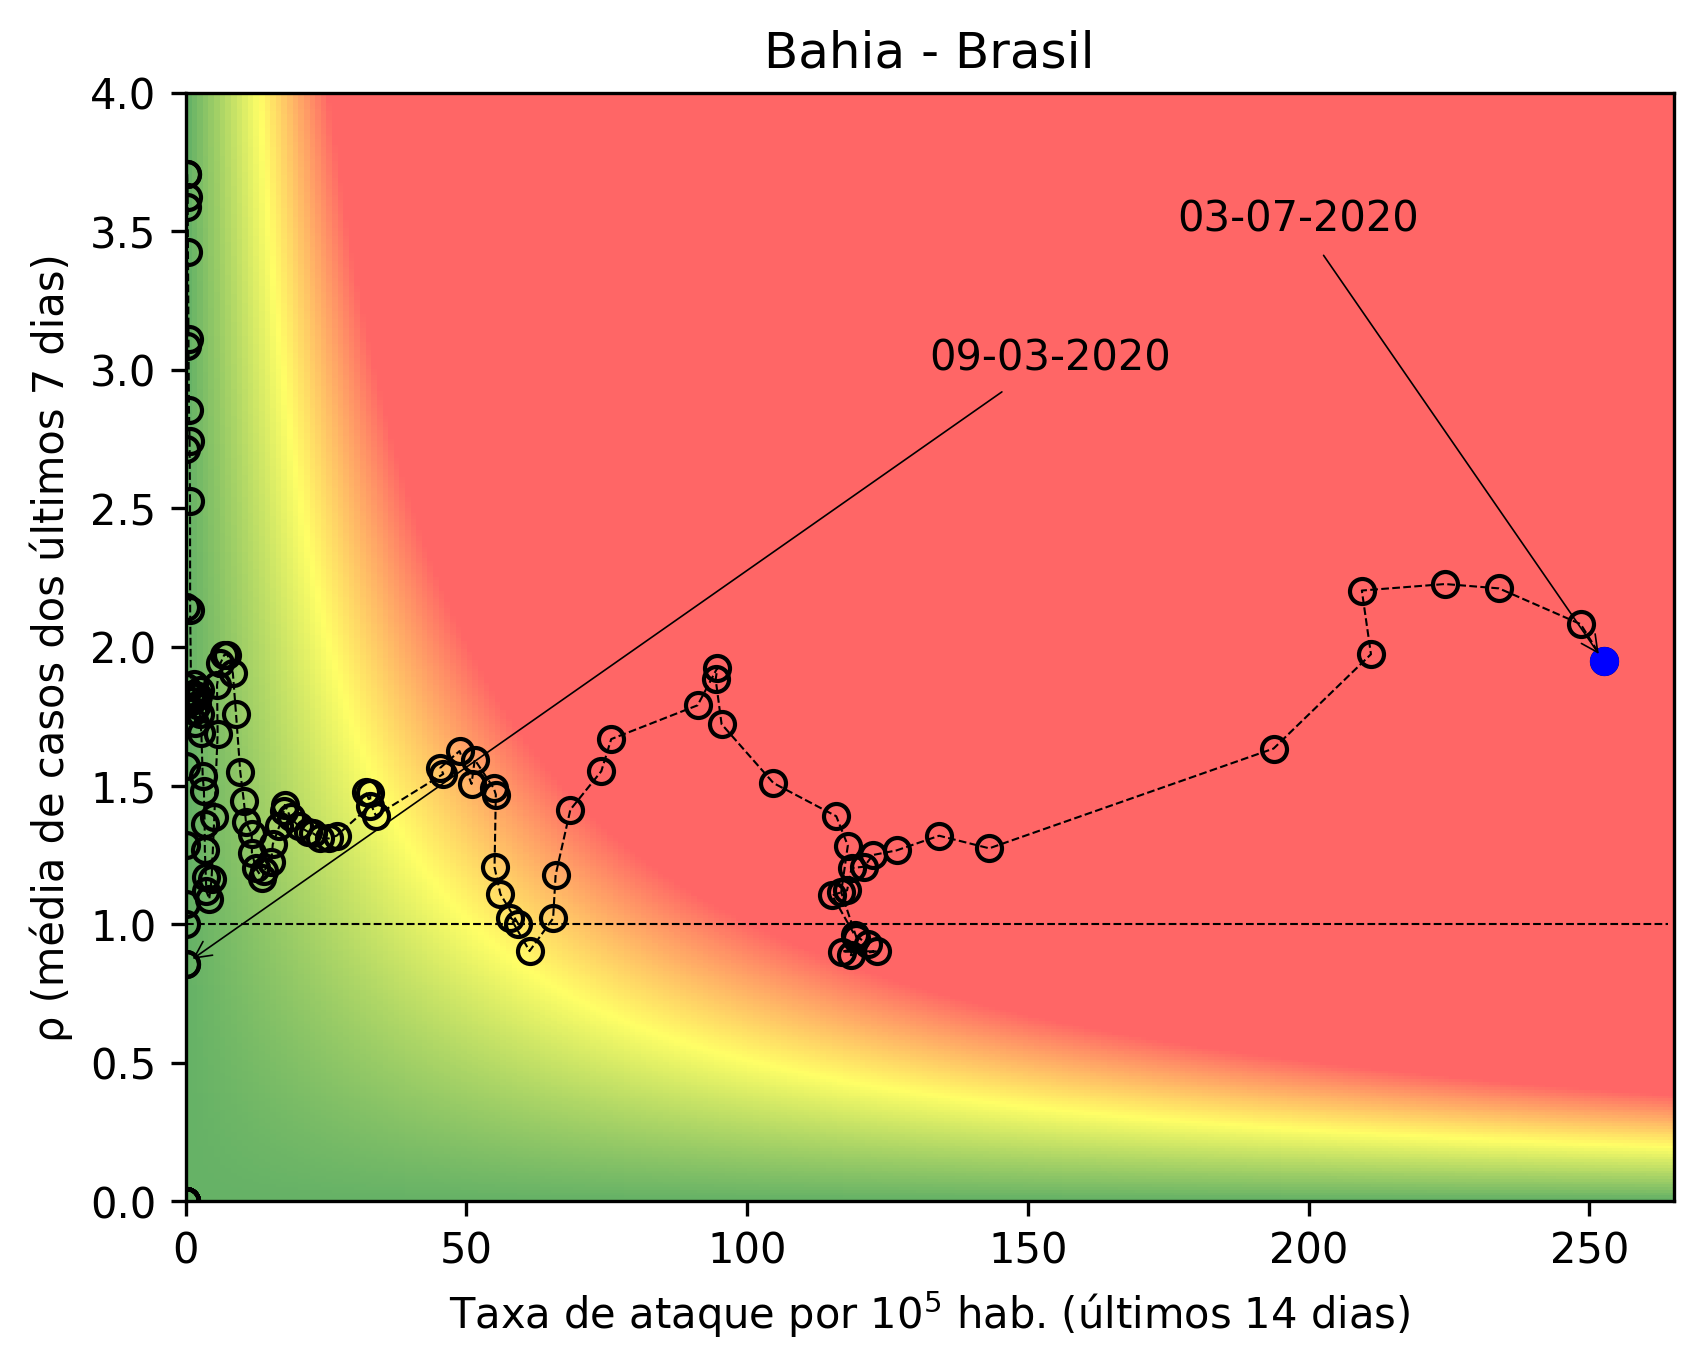 Bahia - Brasil
4.0
3.5
3.0
2.5
2.0
1.5
1.0
0.5
0.0
ρ (média de casos dos últimos 7 dias)
03-07-2020
09-03-2020
0 50 100 150 200 250
Taxa de ataque por 10⁵ hab. (últimos 14 dias)